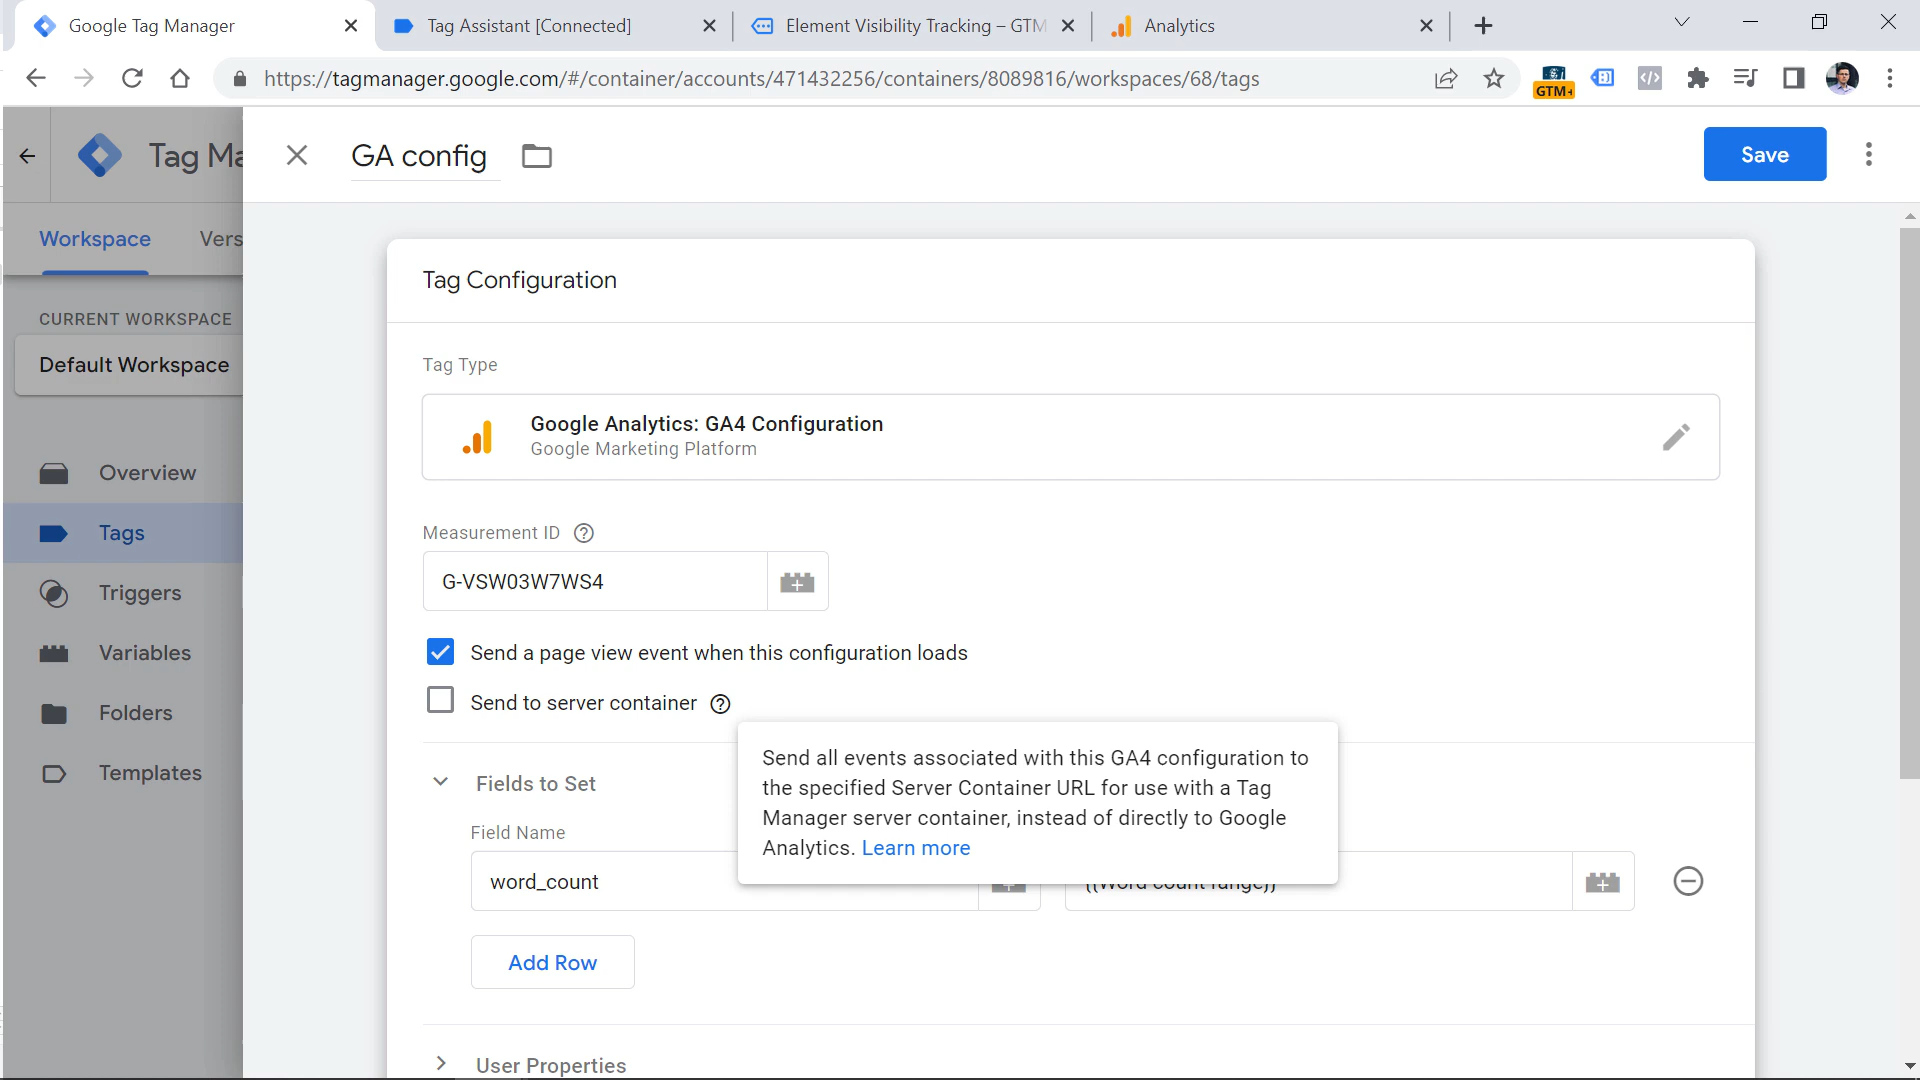 Google Tag Manager
Tag Assistant [Connected]
Element Visibility Tracking – GTM
Analytics
https://tagmanager.google.com/#/container/accounts/471432256/containers/8089816/workspaces/68/tags
GTM+
Tag Ma
GA config
Save
Workspace
Vers
CURRENT WORKSPACE
Default Workspace
Overview
Tags
Triggers
Variables
Folders
Templates
Tag Configuration
Tag Type
Google Analytics: GA4 Configuration
Google Marketing Platform
Measurement ID
G-VSW03W7WS4
Send a page view event when this configuration loads
Send to server container
Send all events associated with this GA4 configuration to
the specified Server Container URL for use with a Tag
Manager server container, instead of directly to Google
Analytics. Learn more
Fields to Set
Field Name
word_count
{{Word count range}}
Add Row
User Properties